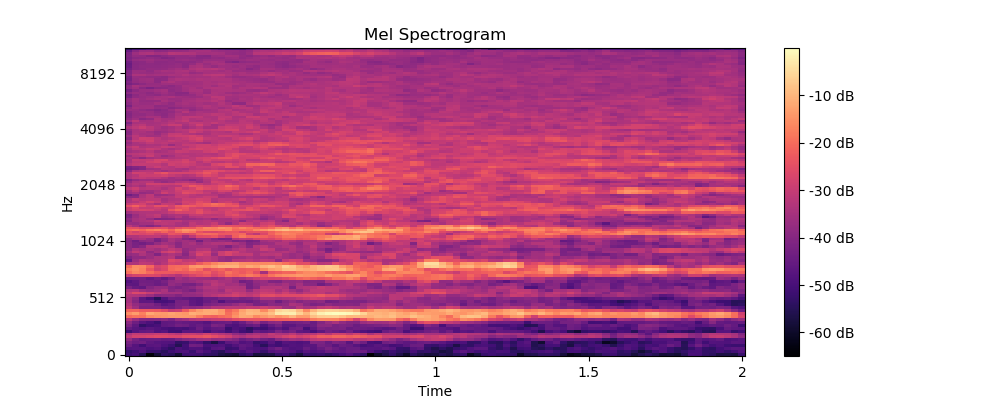 Mel Spectrogram
8192
4096
2048
1024
512
0
Hz
0
0.5
1
1.5
2
Time
-10 dB
-20 dB
-30 dB
-40 dB
-50 dB
-60 dB